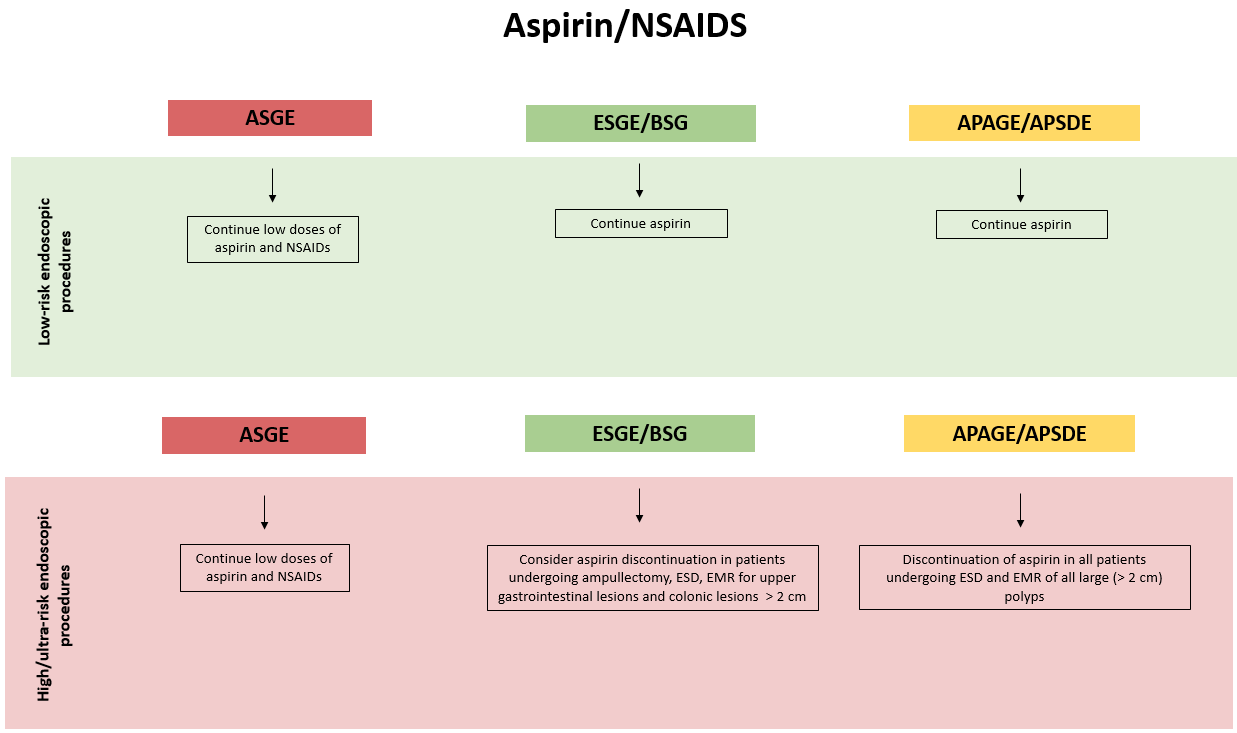 Aspirin/NSAIDS
ASGE
ESGE/BSG
APAGE/APSDE
Low-risk endoscopic
procedures
Continue low doses of
aspirin and NSAIDs
Continue aspirin
Continue aspirin
ASGE
ESGE/BSG
APAGE/APSDE
High/ultra-risk endoscopic
procedures
Continue low doses of
aspirin and NSAIDs
Consider aspirin discontinuation in patients
undergoing ampullectomy, ESD, EMR for upper
gastrointestinal lesions and colonic lesions > 2 cm
Discontinuation of aspirin in all patients
undergoing ESD and EMR of all large (> 2 cm)
polyps